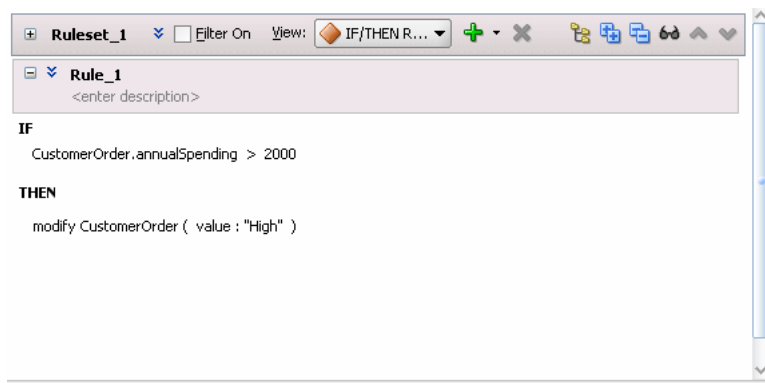 Ruleset_1 Filter On View: IF/THEN R...
Rule_1
<enter description>
IF
CustomerOrder.annualSpending > 2000
THEN
modify CustomerOrder ( value : "High" )